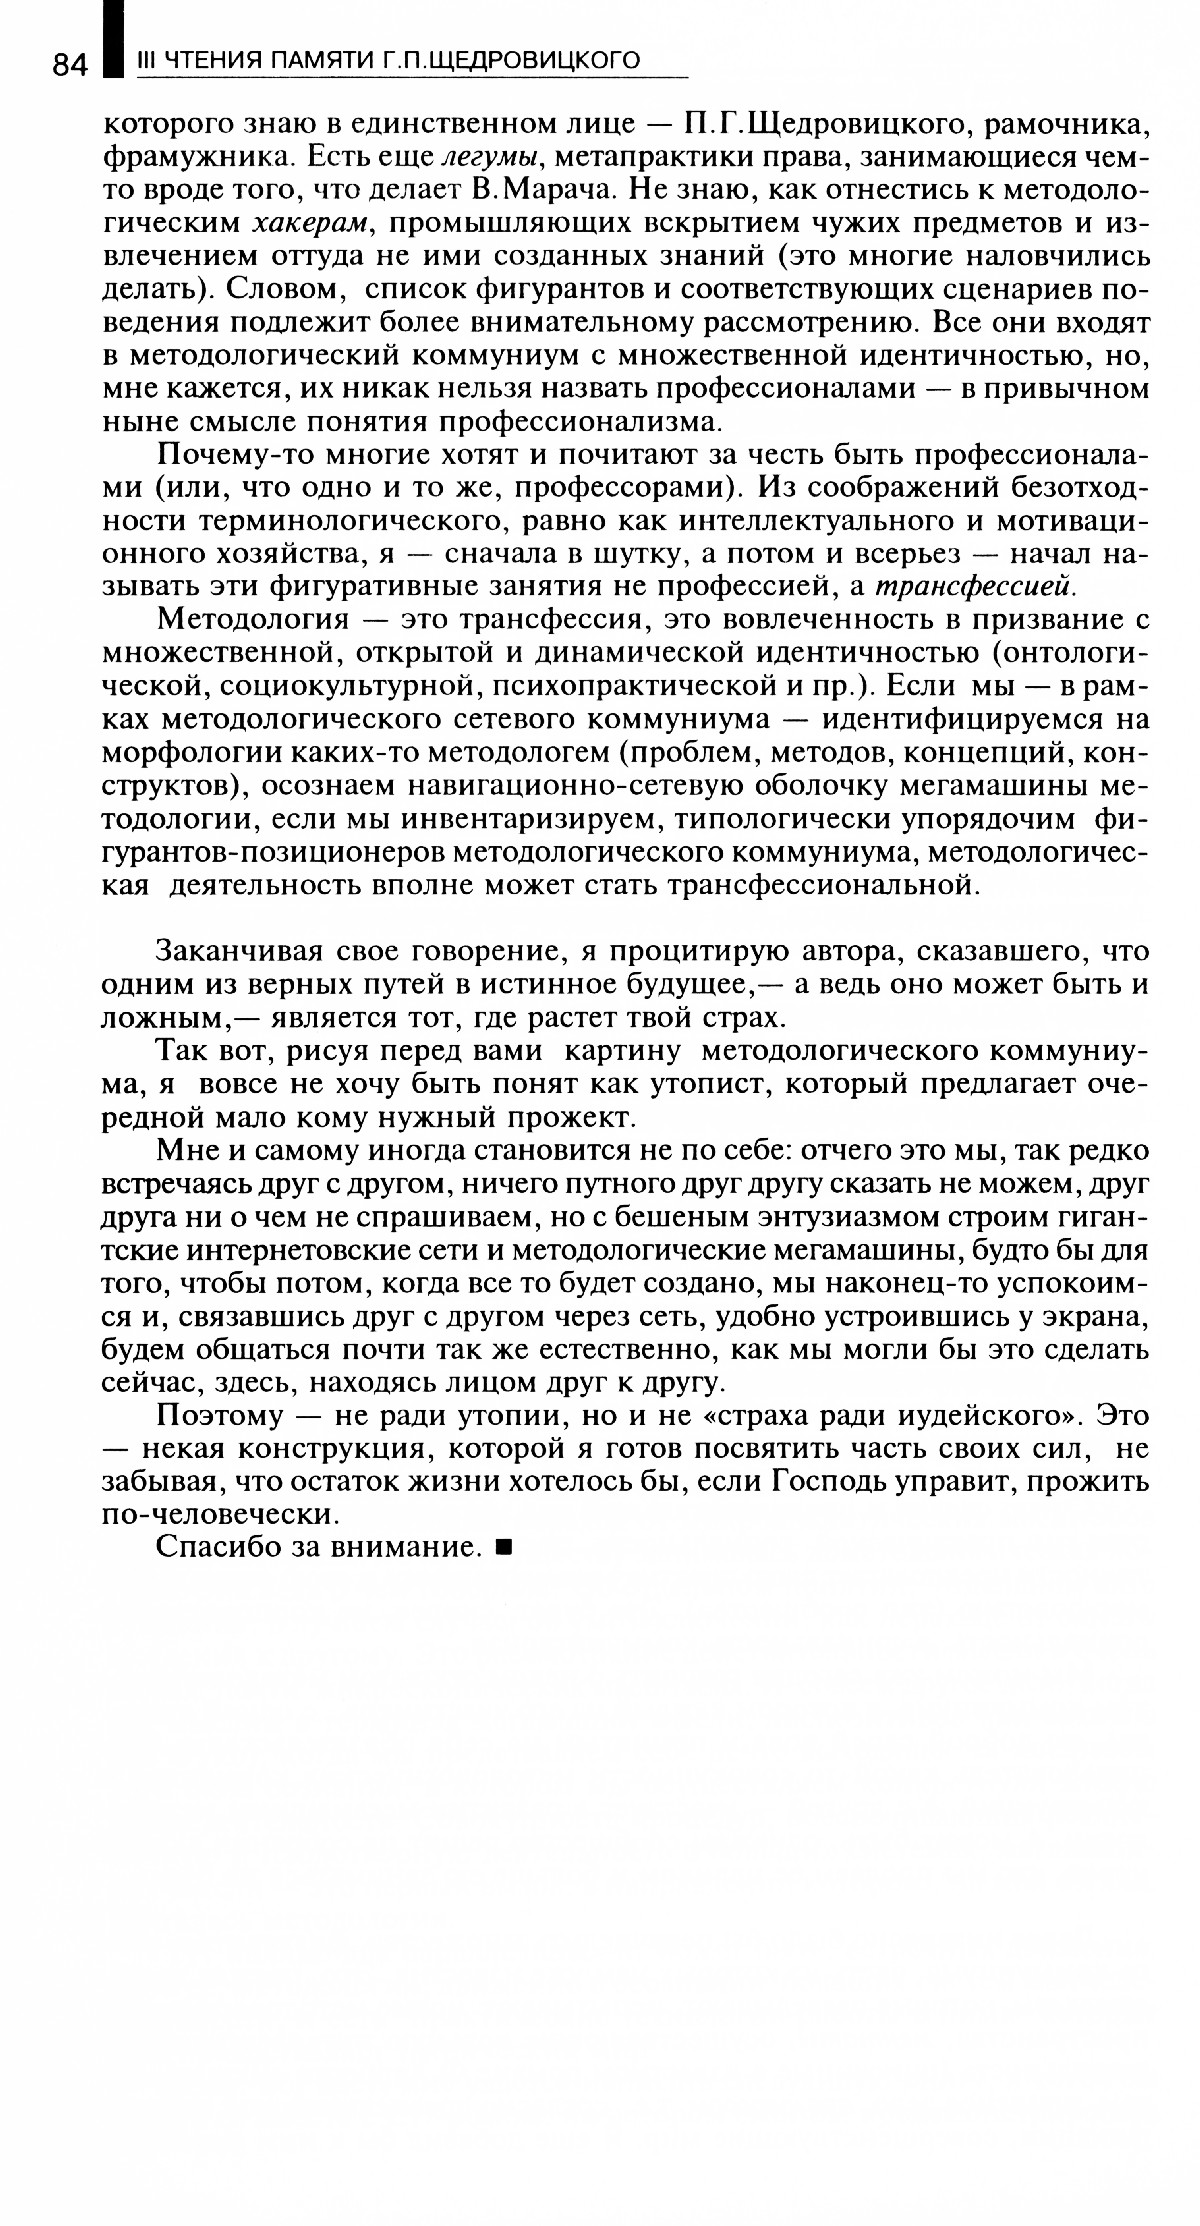 84
III ЧТЕНИЯ ПАМЯТИ Г.П.ЩЕДРОВИЦКОГО
которого знаю в единственном лице — П.Г.Щедровицкого, рамочника,
фрамужника. Есть еще легумы, метапрактики права, занимающиеся чем-
то вроде того, что делает В.Марача. Не знаю, как отнестись к методоло-
гическим хакерам, промышляющих вскрытием чужих предметов и из-
влечением оттуда не ими созданных знаний (это многие наловчились
делать). Словом, список фигурантов и соответствующих сценариев по-
ведения подлежит более внимательному рассмотрению. Все они входят
в методологический коммуниум с множественной идентичностью, но,
мне кажется, их никак нельзя назвать профессионалами — в привычном
ныне смысле понятия профессионализма.
Почему-то многие хотят и почитают за честь быть профессионала-
ми (или, что одно и то же, профессорами). Из соображений безотход-
ности терминологического, равно как интеллектуального и мотиваци-
онного хозяйства, я — сначала в шутку, а потом и всерьез — начал на-
зывать эти фигуративные занятия не профессией, а трансфессией.
Методология — это трансфессия, это вовлеченность в призвание с
множественной, открытой и динамической идентичностью (онтологи-
ческой, социокультурной, психопрактической и пр.). Если мы — в рам-
ках методологического сетевого коммуниума — идентифицируемся на
морфологии каких-то методологем (проблем, методов, концепций, кон-
структов), осознаем навигационно-сетевую оболочку мегамашины ме-
тодологии, если мы инвентаризируем, типологически упорядочим фи-
гурантов-позиционеров методологического коммуниума, методологичес-
кая деятельность вполне может стать трансфессиональной.
Заканчивая свое говорение, я процитирую автора, сказавшего, что
одним из верных путей в истинное будущее,— а ведь оно может быть и
ложным,— является тот, где растет твой страх.
Так вот, рисуя перед вами картину методологического коммуниу-
ма, я вовсе не хочу быть понят как утопист, который предлагает оче-
редной мало кому нужный прожект.
Мне и самому иногда становится не по себе: отчего это мы, так редко
встречаясь друг с другом, ничего путного друг другу сказать не можем, друг
друга ни о чем не спрашиваем, но с бешеным энтузиазмом строим гиган-
тские интернетовские сети и методологические мегамашины, будто бы для
того, чтобы потом, когда все то будет создано, мы наконец-то успокоим-
ся и, связавшись друг с другом через сеть, удобно устроившись у экрана,
будем общаться почти так же естественно, как мы могли бы это сделать
сейчас, здесь, находясь лицом друг к другу.
Поэтому — не ради утопии, но и не «страха ради иудейского». Это
— некая конструкция, которой я готов посвятить часть своих сил, не
забывая, что остаток жизни хотелось бы, если Господь управит, прожить
по-человечески.
Спасибо за внимание. ■